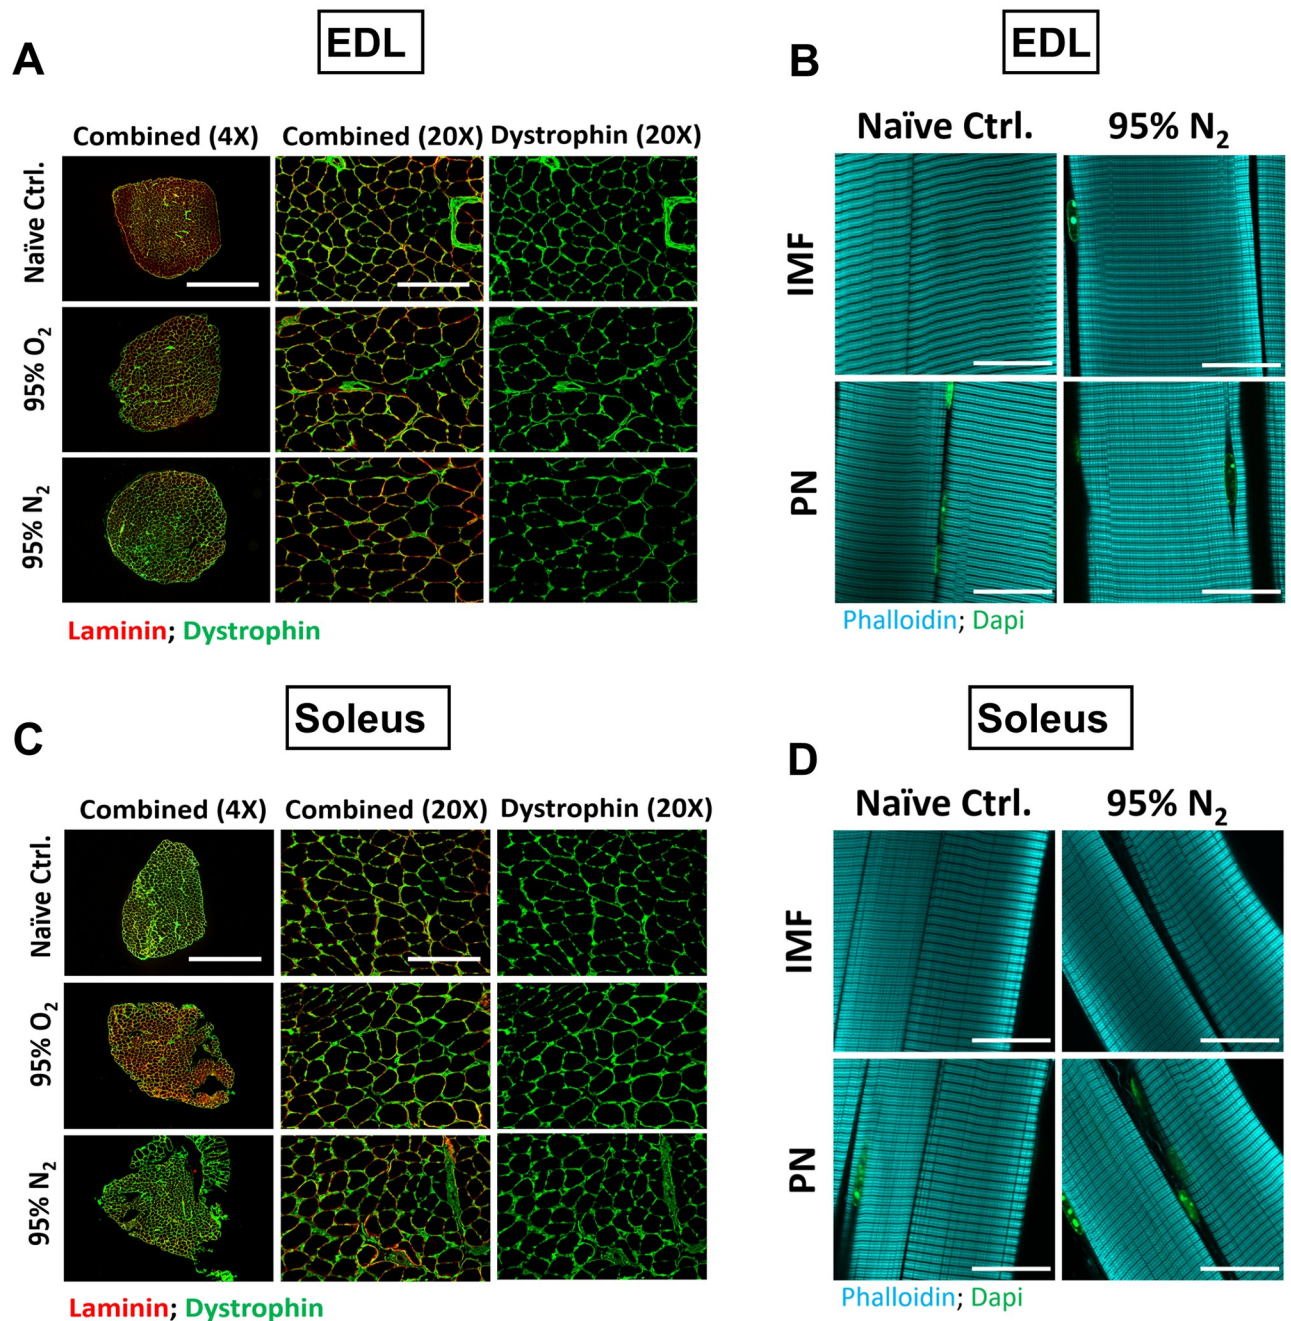 A
EDL
Combined (4X) Combined (20X) Dystrophin (20X)
Naïve Ctrl.
95% O2
95% N2
Laminin; Dystrophin
B
EDL
Naïve Ctrl. 95% N2
IMF
PN
Phalloidin; Dapi
C
Soleus
Combined (4X) Combined (20X) Dystrophin (20X)
Naïve Ctrl.
95% O2
95% N2
Laminin; Dystrophin
D
Soleus
Naïve Ctrl. 95% N2
IMF
PN
Phalloidin; Dapi